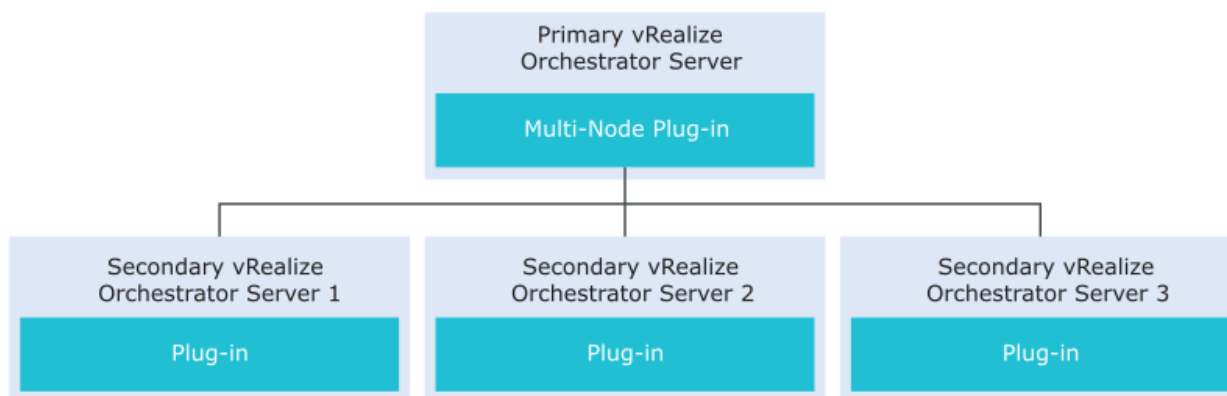 Primary vRealize
Orchestrator Server
Multi-Node Plug-in
Secondary vRealize
Orchestrator Server 1
Plug-in
Secondary vRealize
Orchestrator Server 2
Plug-in
Secondary vRealize
Orchestrator Server 3
Plug-in